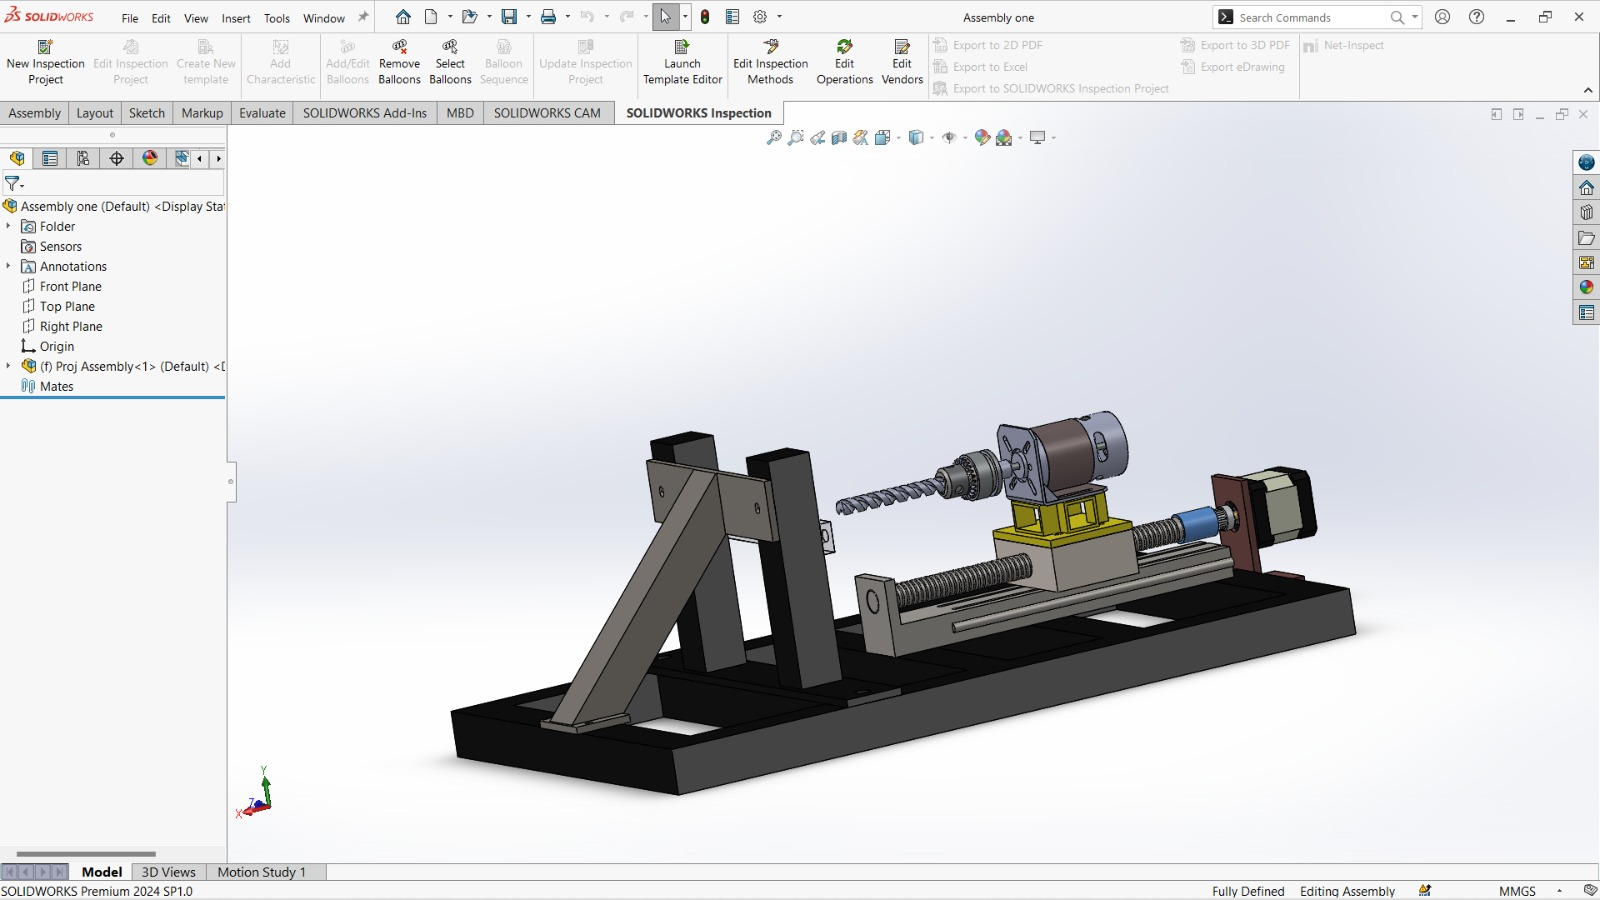 SOLIDWORKS File Edit View Insert Tools Window Assembly one Search Commands
New Inspection Project
Edit Inspection Project
Create New template
Add Characteristic
Add/Edit Balloons
Remove Balloons
Select Balloons
Balloon Sequence
Update Inspection Project
Launch Template Editor
Edit Inspection Methods
Edit Operations
Edit Vendors
Export to 2D PDF
Export to Excel
Export to SOLIDWORKS Inspection Project
Export to 3D PDF
Export eDrawing
Net-Inspect
Assembly Layout Sketch Markup Evaluate SOLIDWORKS Add-Ins MBD SOLIDWORKS CAM SOLIDWORKS Inspection
Assembly one (Default) <Display Sta
Folder
Sensors
Annotations
Front Plane
Top Plane
Right Plane
Origin
(f) Proj Assembly<1> (Default) <D
Mates
Y
Z
X
Model 3D Views Motion Study 1
SOLIDWORKS Premium 2024 SP1.0 Fully Defined Editing Assembly MMGS